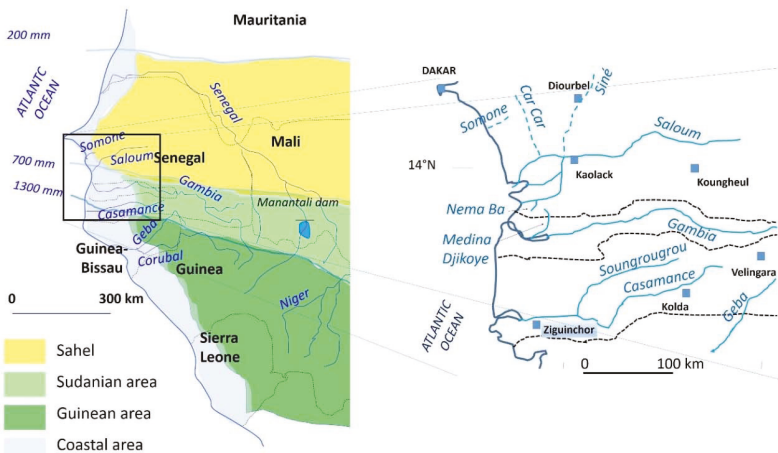 Mauritania
200 mm
ATLANTC
OCEAN
Senegal
Somone
Mali
Saloum
Senegal
700 mm
1300 mm
Gambia
Casamance
Manantali dam
Geba
Guinea-
Bissau
Corubal
Guinea
0 300 km
Niger
Sierra
Leone
Sahel
Sudanian area
Guinean area
Coastal area
DAKAR
Diourbel
Siné
Car Car
Somone
Saloum
14°N
Kaolack
Koungheul
Nema Ba
Gambia
Medina
Djikoye
Soungrougrou
Velingara
Casamance
Kolda
Geba
ATLANTIC
OCEAN
Ziguinchor
0 100 km